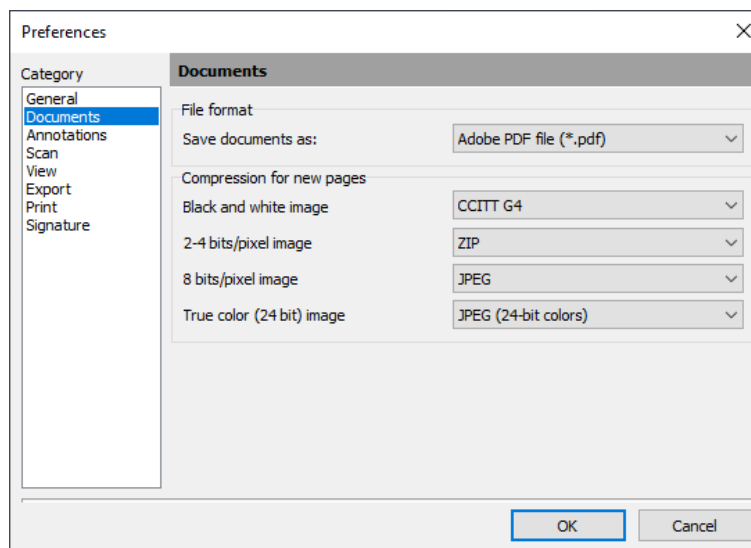 Preferences
Category
General
Documents
Annotations
Scan
View
Export
Print
Signature
Documents
File format
Save documents as: Adobe PDF file (*.pdf)
Compression for new pages
Black and white image CCITT G4
2-4 bits/pixel image ZIP
8 bits/pixel image JPEG
True color (24 bit) image JPEG (24-bit colors)
OK Cancel